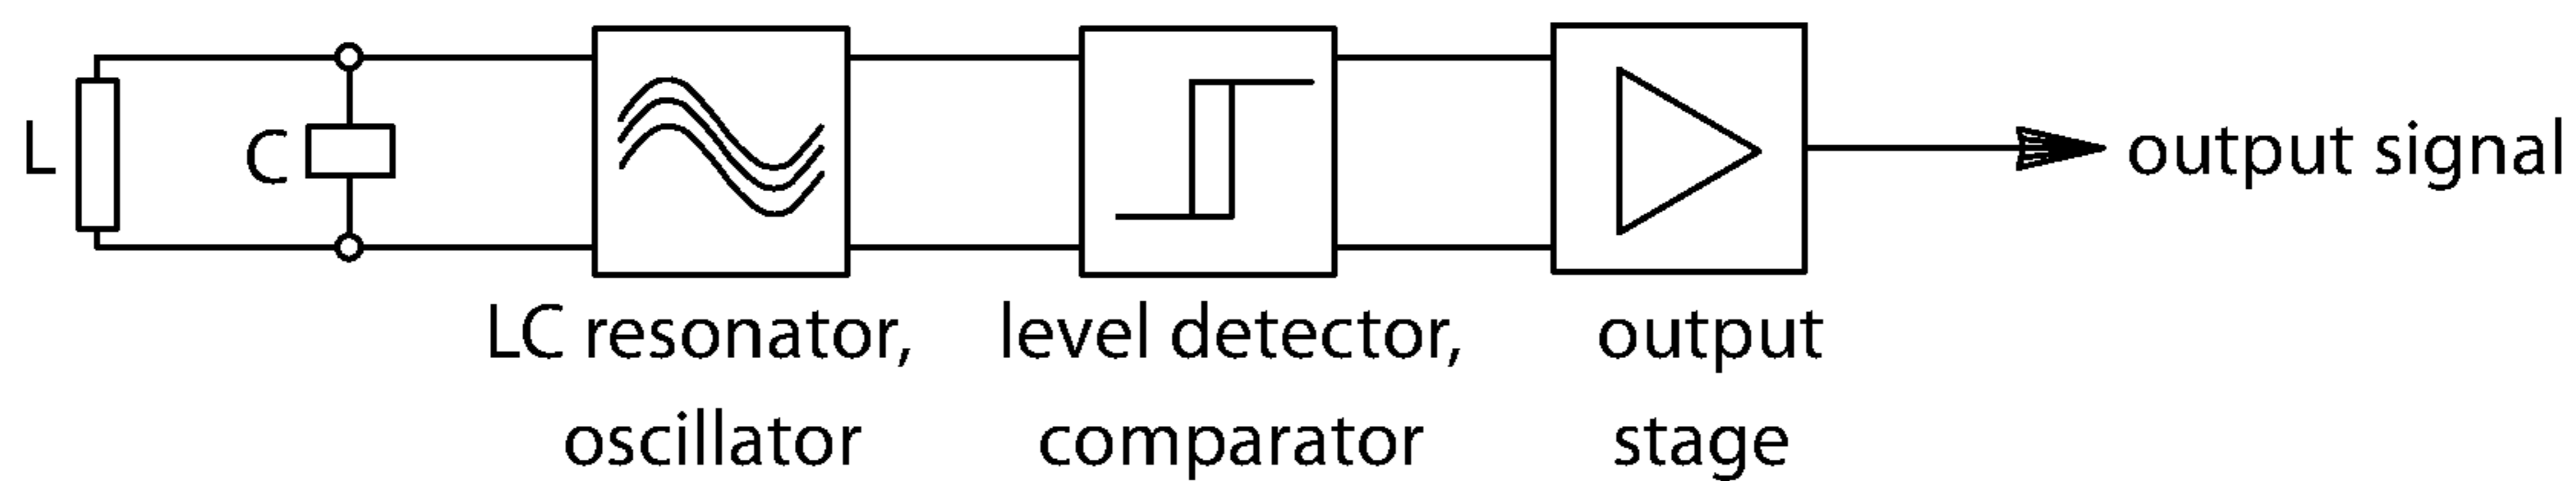 L
C
output signal
LC resonator,
oscillator
level detector,
comparator
output
stage